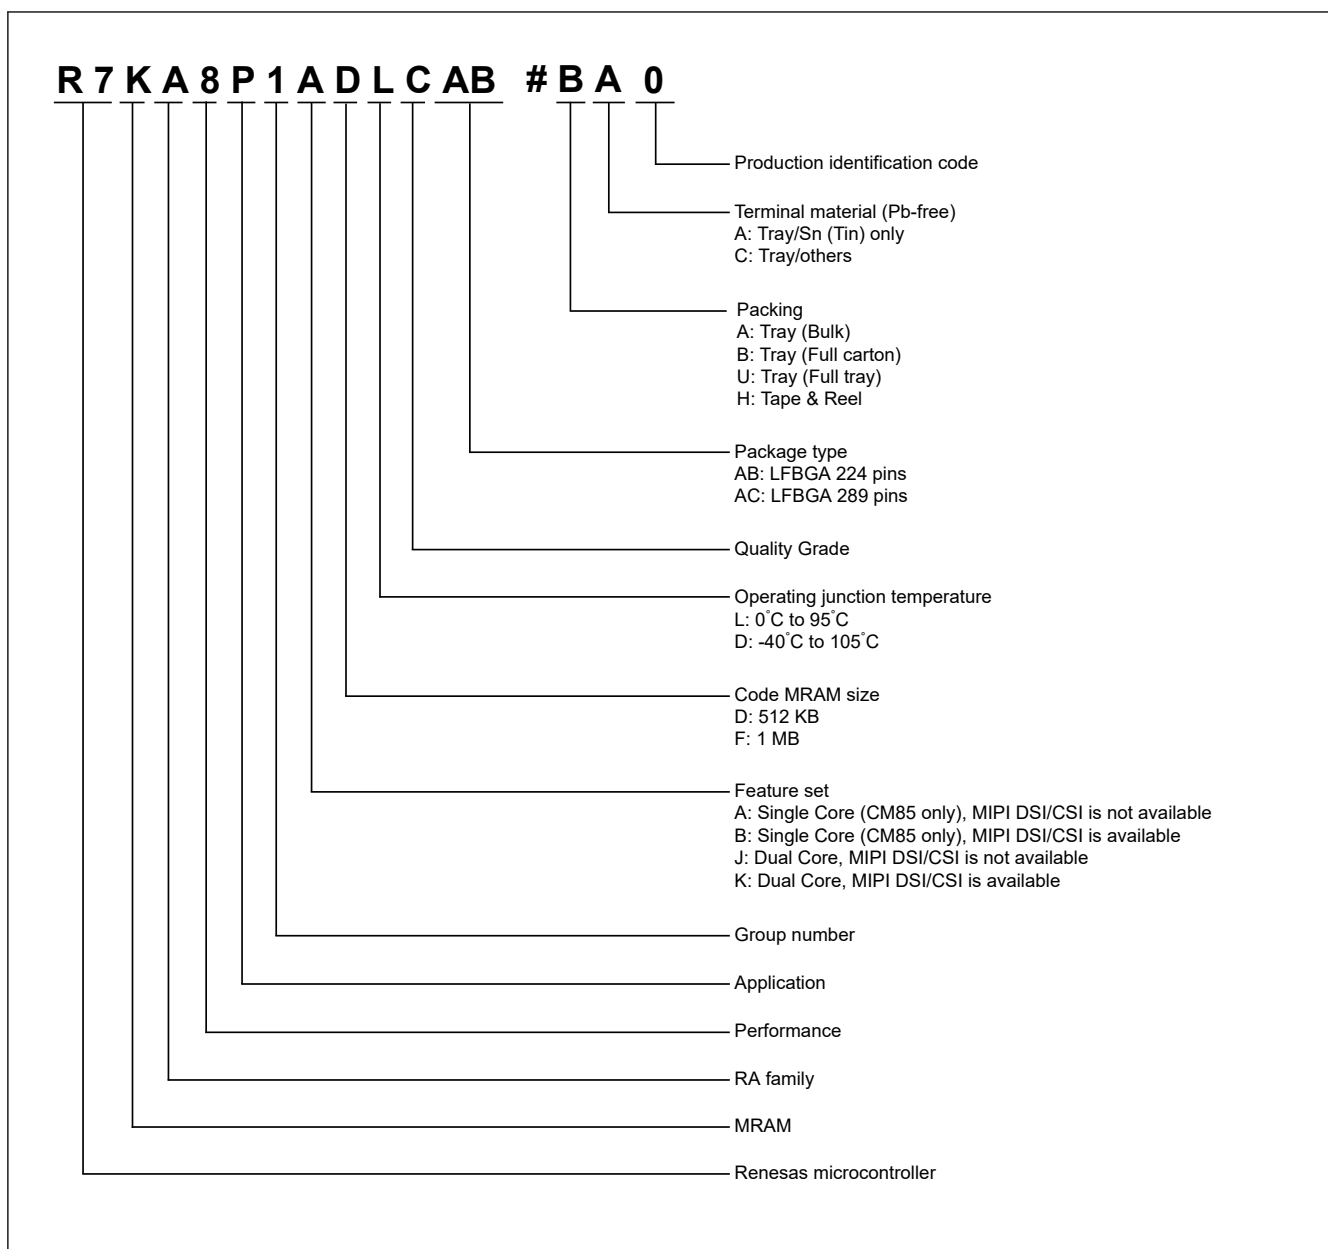 R7KA8P1ADLCAB #BA0
Production identification code
Terminal material (Pb-free)
A: Tray/Sn (Tin) only
C: Tray/others
Packing
A: Tray (Bulk)
B: Tray (Full carton)
U: Tray (Full tray)
H: Tape & Reel
Package type
AB: LFBGA 224 pins
AC: LFBGA 289 pins
Quality Grade
Operating junction temperature
L: 0°C to 95°C
D: -40°C to 105°C
Code MRAM size
D: 512 KB
F: 1 MB
Feature set
A: Single Core (CM85 only), MIPI DSI/CSI is not available
B: Single Core (CM85 only), MIPI DSI/CSI is available
J: Dual Core, MIPI DSI/CSI is not available
K: Dual Core, MIPI DSI/CSI is available
Group number
Application
Performance
RA family
MRAM
Renesas microcontroller